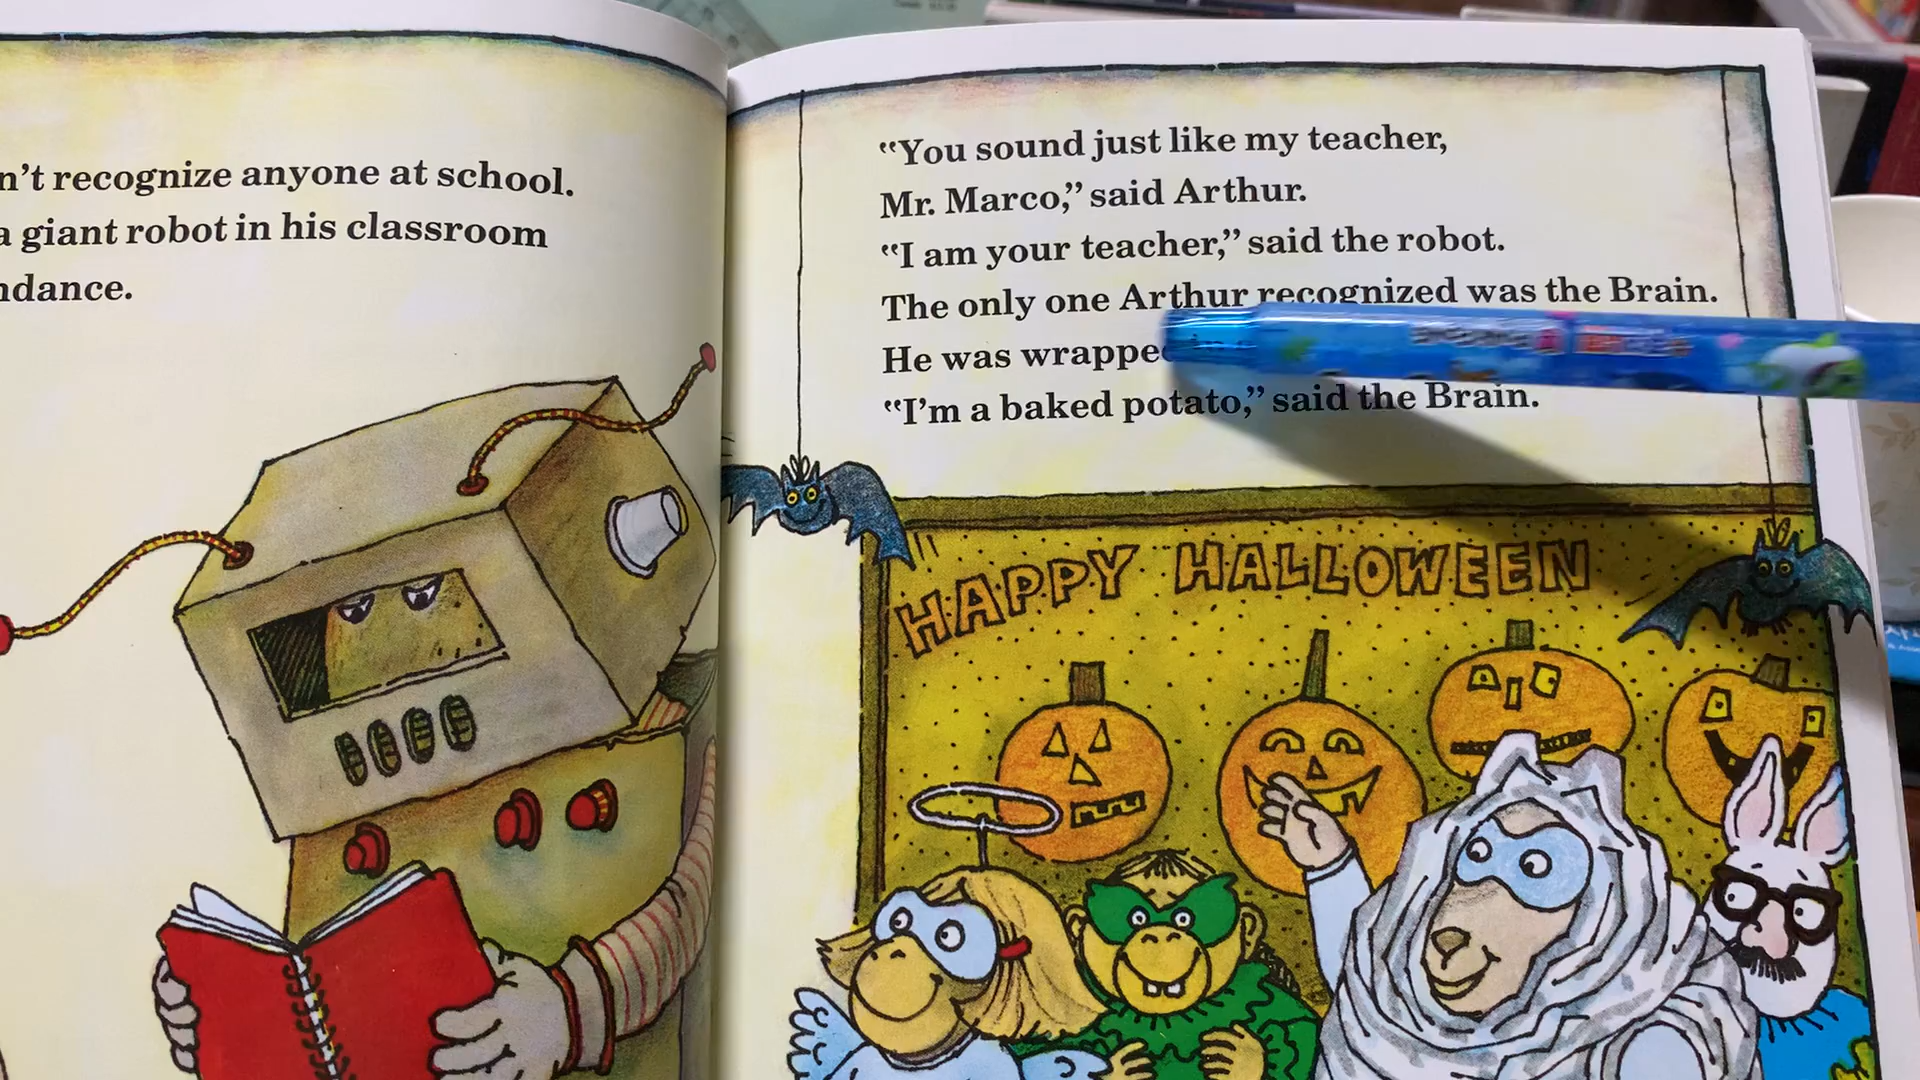 n't recognize anyone at school.
a giant robot in his classroom
ndance.
“You sound just like my teacher,
Mr. Marco,” said Arthur.
“I am your teacher,” said the robot.
The only one Arthur recognized was the Brain.
He was wrapped
“I'm a baked potato,” said the Brain.
HAPPY HALLOWEEN